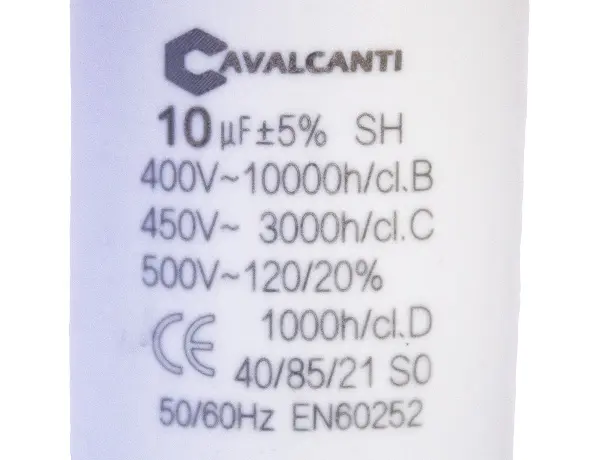 CAVALCANTI
10 µF±5% SH
400V~10000h/cl.B
450V~ 3000h/cl.C
500V~120/20%
1000h/cl.D
CE
40/85/21 S0
50/60Hz EN60252